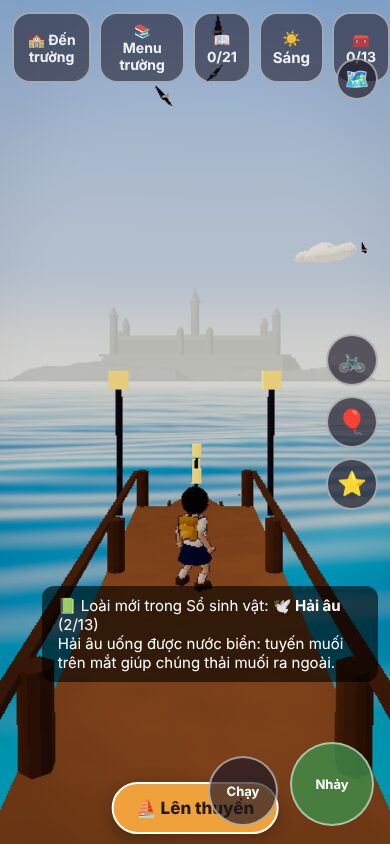 Đến
trường
Menu
trường
0/21
Sáng
0/13
Loài mới trong Sổ sinh vật: Hải âu
(2/13)
Hải âu uống được nước biển: tuyến muối
trên mắt giúp chúng thải muối ra ngoài.
Chạy
Nhảy
Lên thuyền